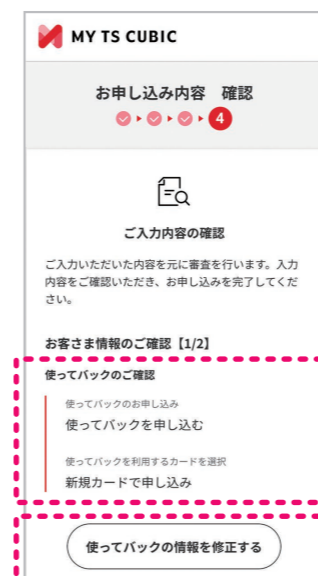 MY TS CUBIC
お申し込み内容　確認
4
ご入力内容の確認
ご入力いただいた内容を元に審査を行います。入力
内容をご確認いただき、お申し込みを完了してくだ
さい。
お客さま情報のご確認【1/2】
使ってバックのご確認
使ってバックのお申し込み
使ってバックを申し込む
使ってバックを利用するカードを選択
新規カードで申し込み
使ってバックの情報を修正する